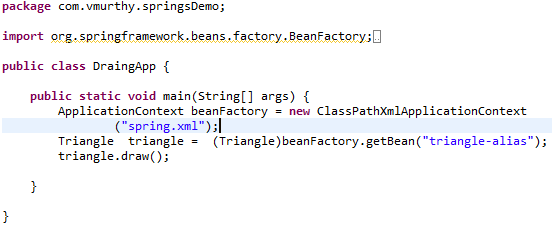 package com.vmurthy.springsDemo;
import org.springframework.beans.factory.BeanFactory;
public class DraingApp {
public static void main(String[] args) {
ApplicationContext beanFactory = new ClassPathXmlApplicationContext
("spring.xml");
Triangle  triangle =  (Triangle)beanFactory.getBean("triangle-alias");
triangle.draw();
}
}